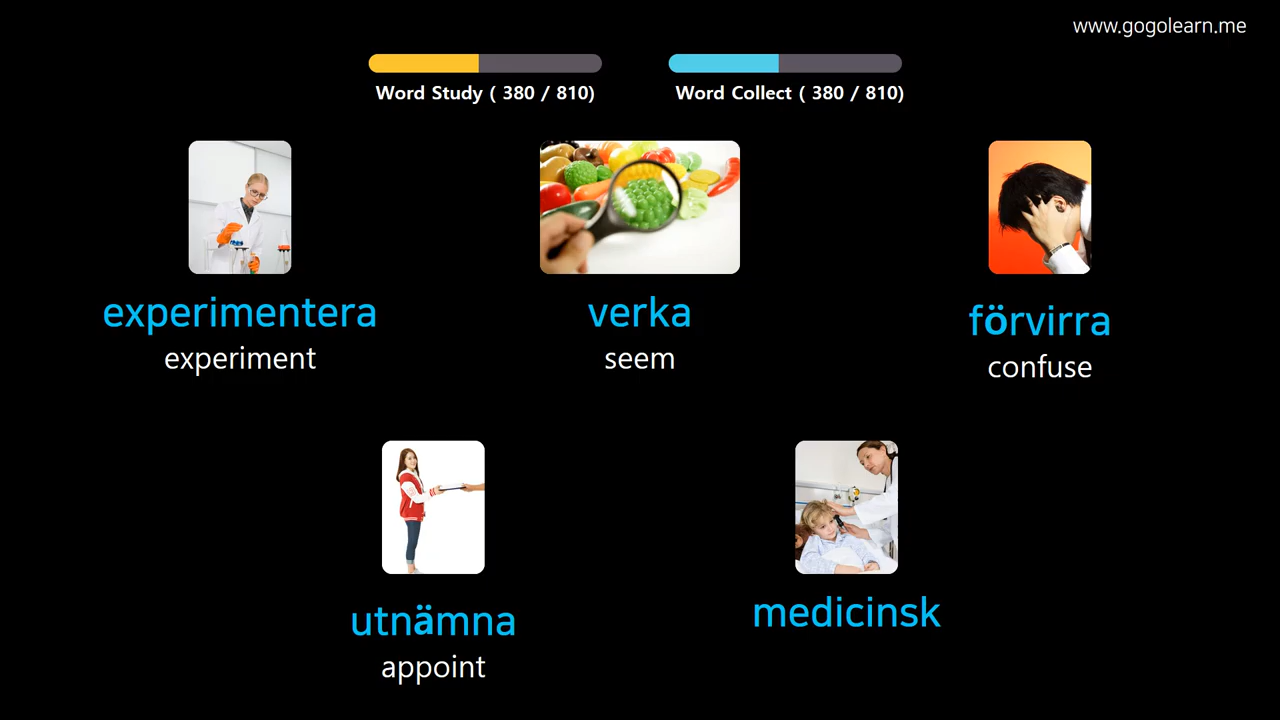 www.gogolearn.me
Word Study ( 380 / 810)
Word Collect ( 380 / 810)
experimentera
experiment
verka
seem
förvirra
confuse
utnämna
appoint
medicinsk